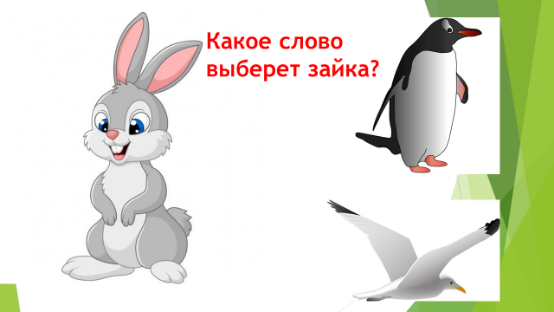 Какое слово
выберет зайка?